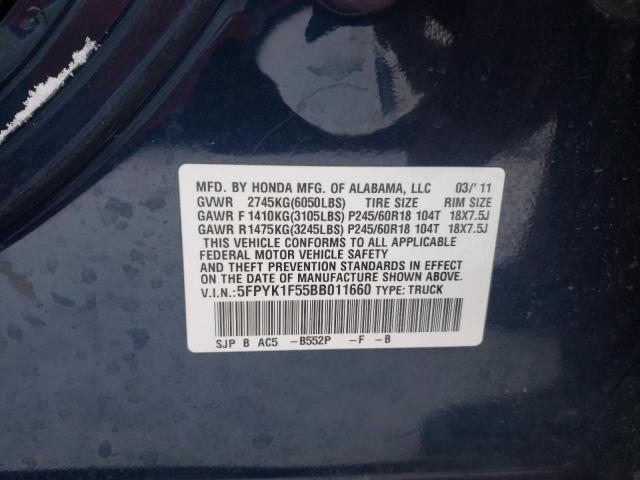 MFD. BY HONDA MFG. OF ALABAMA, LLC 03/'11
GVWR 2745KG(6050LBS) TIRE SIZE RIM SIZE
GAWR F 1410KG(3105LBS) P245/60R18 104T 18X7.5J
GAWR R1475KG(3245LBS) P245/60R18 104T 18X7.5J
THIS VEHICLE CONFORMS TO ALL APPLICABLE
FEDERAL MOTOR VEHICLE SAFETY
AND THEFT PREVENTION STANDARDS IN EFFECT
ON THE DATE OF MANUFACTURE SHOWN ABOVE.
V.I.N.:5FPYK1F55BB011660 TYPE: TRUCK
SJP B AC5 -B552P -F -B